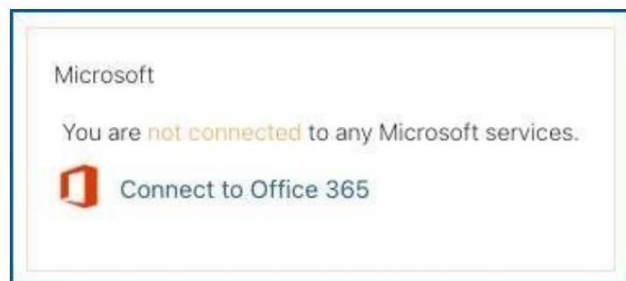 Microsoft
You are not connected to any Microsoft services.
Connect to Office 365